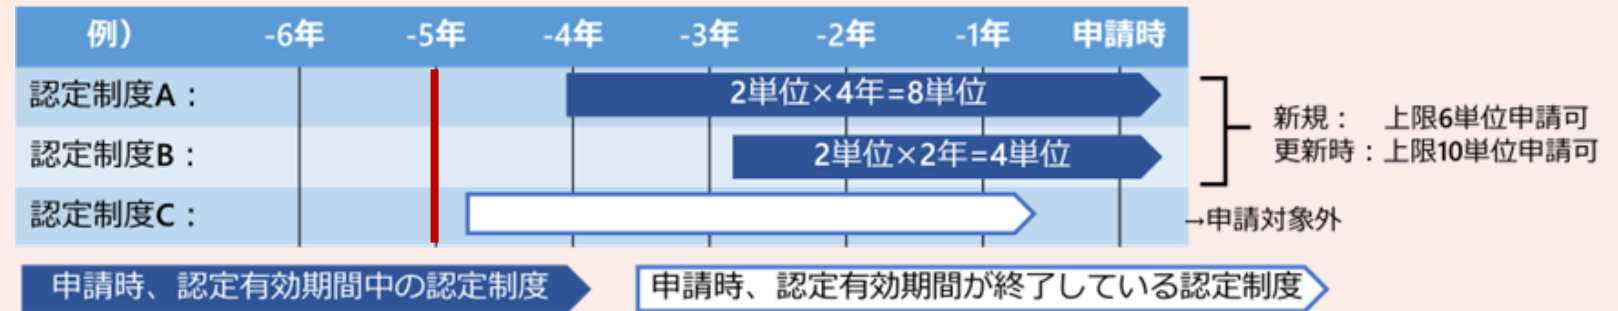 例） -6年 -5年 -4年 -3年 -2年 -1年 申請時
認定制度A： 2単位×4年=8単位
認定制度B： 2単位×2年=4単位
認定制度C：
新規： 上限6単位申請可
更新時：上限10単位申請可
→申請対象外
申請時、認定有効期間中の認定制度
申請時、認定有効期間が終了している認定制度